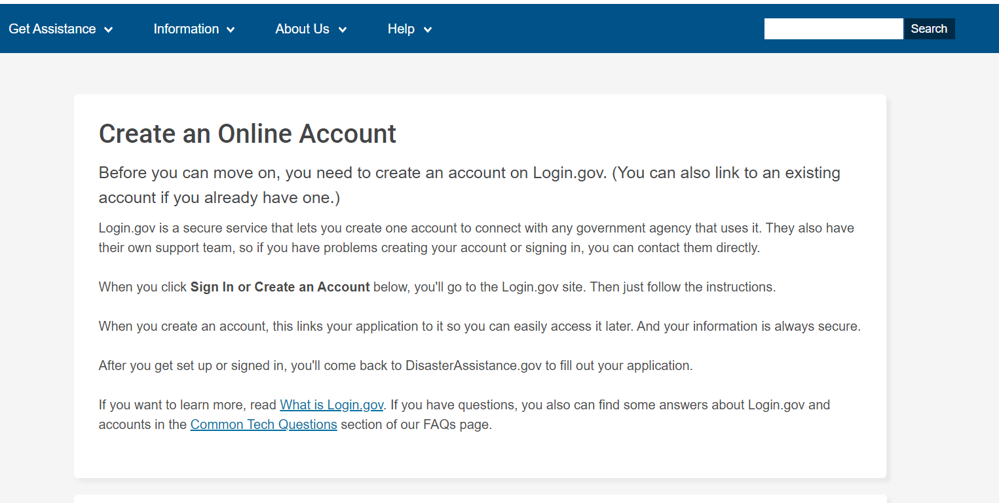 Get Assistance
Information
About Us
Help
Search
Create an Online Account
Before you can move on, you need to create an account on Login.gov. (You can also link to an existing
account if you already have one.)
Login.gov is a secure service that lets you create one account to connect with any government agency that uses it. They also have
their own support team, so if you have problems creating your account or signing in, you can contact them directly.
When you click Sign In or Create an Account below, you'll go to the Login.gov site. Then just follow the instructions.
When you create an account, this links your application to it so you can easily access it later. And your information is always secure.
After you get set up or signed in, you'll come back to DisasterAssistance.gov to fill out your application.
If you want to learn more, read What is Login.gov. If you have questions, you also can find some answers about Login.gov and
accounts in the Common Tech Questions section of our FAQs page.